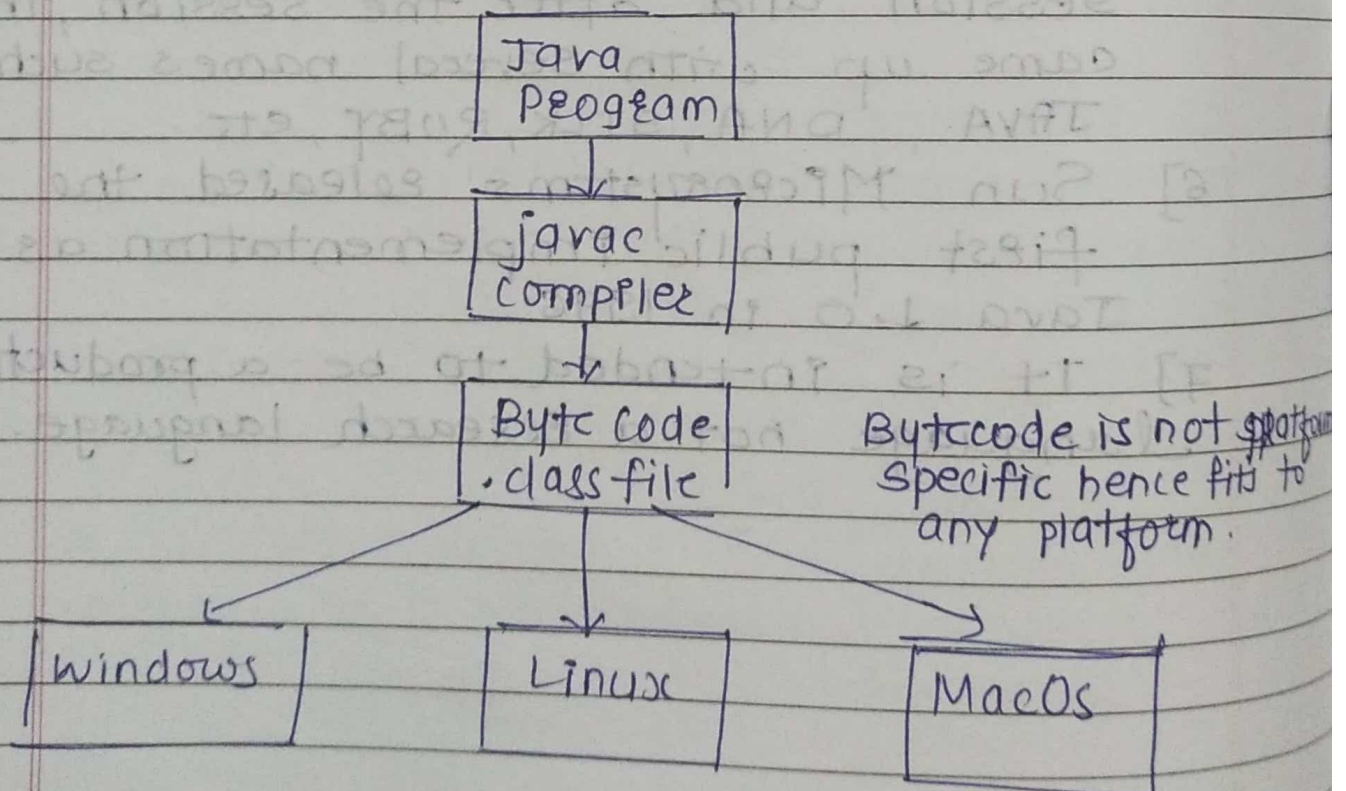 Java
Program
javac
compiler
Byte code
.class file
Bytecode is not platform
specific hence fits to
any platform.
Windows
Linux
MacOs